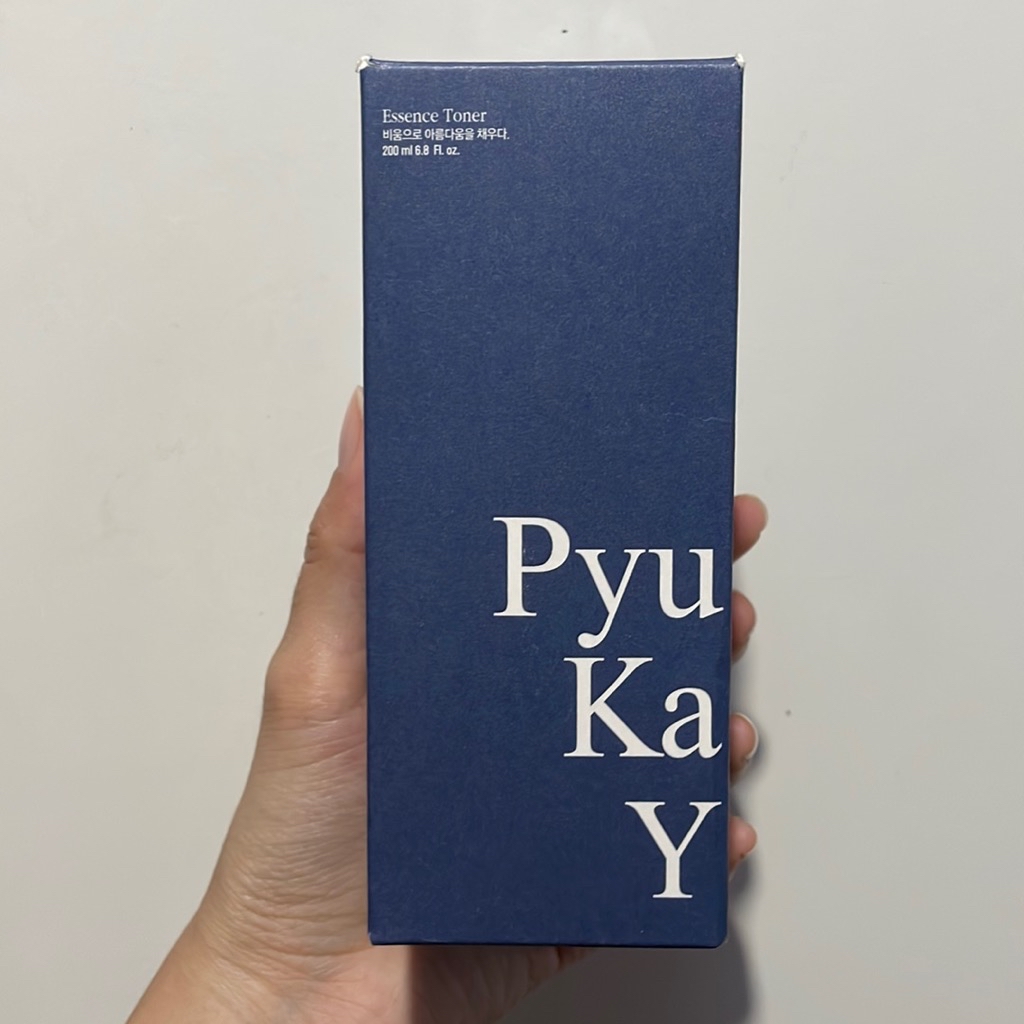 Essence Toner
비움으로 아름다움을 채우다.
200 ml 6.8 Fl. oz.
Pyu
Ka
Y